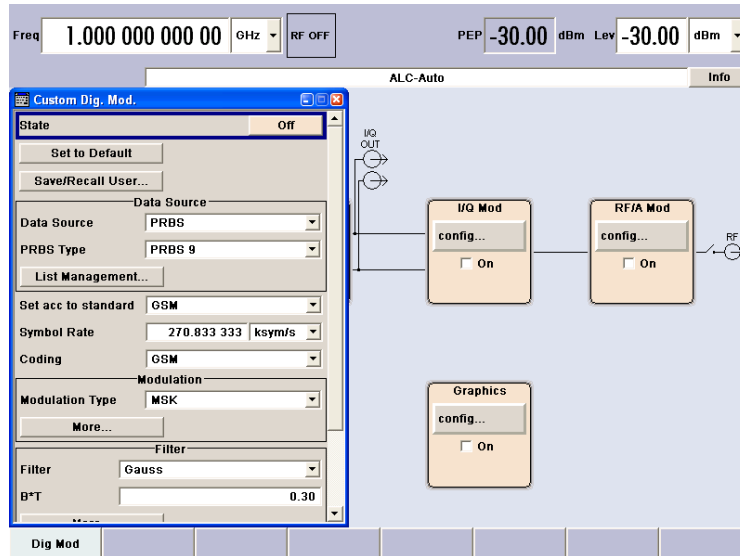 Freq 1.000 000 000 00 GHz RF OFF PEP -30.00 dBm Lev -30.00 dBm
ALC-Auto Info
Custom Dig. Mod.
State Off
Set to Default
Save/Recall User...
Data Source
Data Source PRBS
PRBS Type PRBS 9
List Management...
Set acc to standard GSM
Symbol Rate 270.833 333 ksym/s
Coding GSM
Modulation
Modulation Type MSK
More...
Filter
Filter Gauss
B*T 0.30
I/Q
OUT
I/Q Mod
config...
On
RF/A Mod
config...
On
RF
Graphics
config...
On
Dig Mod